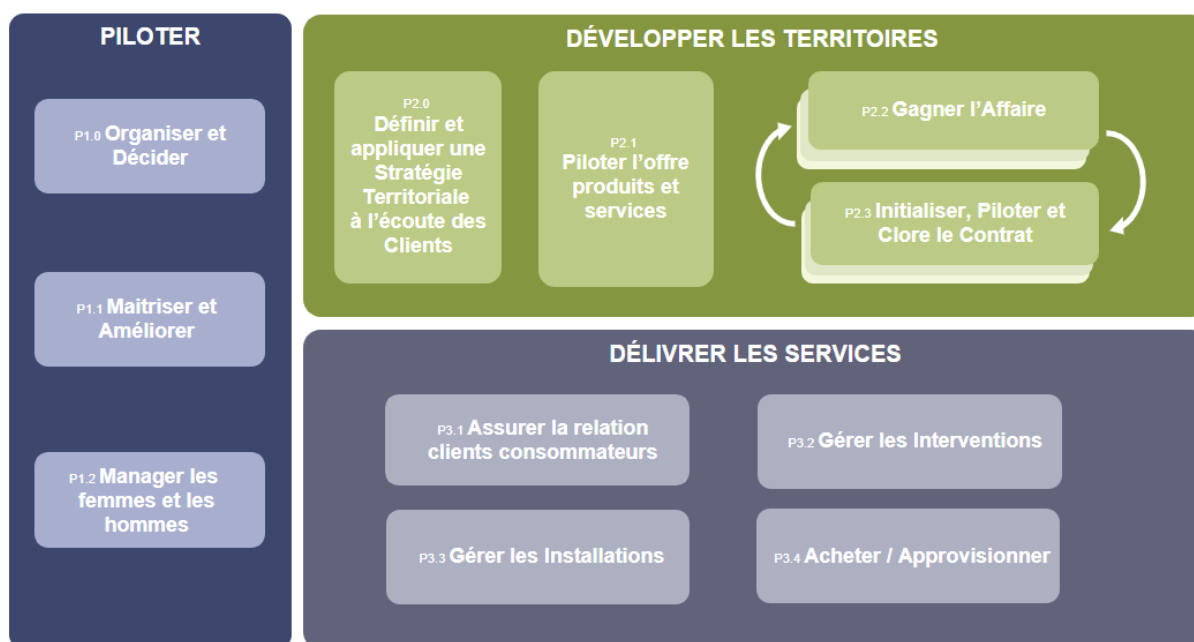 PILOTER
P1.0 Organiser et
Décider
P1.1 Maitriser et
Améliorer
P1.2 Manager les
femmes et les
hommes
DÉVELOPPER LES TERRITOIRES
P2.0
Définir et
appliquer une
Stratégie
Territoriale
à l'écoute des
Clients
P2.1
Piloter l'offre
produits et
services
P2.2 Gagner l'Affaire
P2.3 Initialiser, Piloter et
Clore le Contrat
DÉLIVRER LES SERVICES
P3.1 Assurer la relation
clients consommateurs
P3.2 Gérer les Interventions
P3.3 Gérer les Installations
P3.4 Acheter / Approvisionner